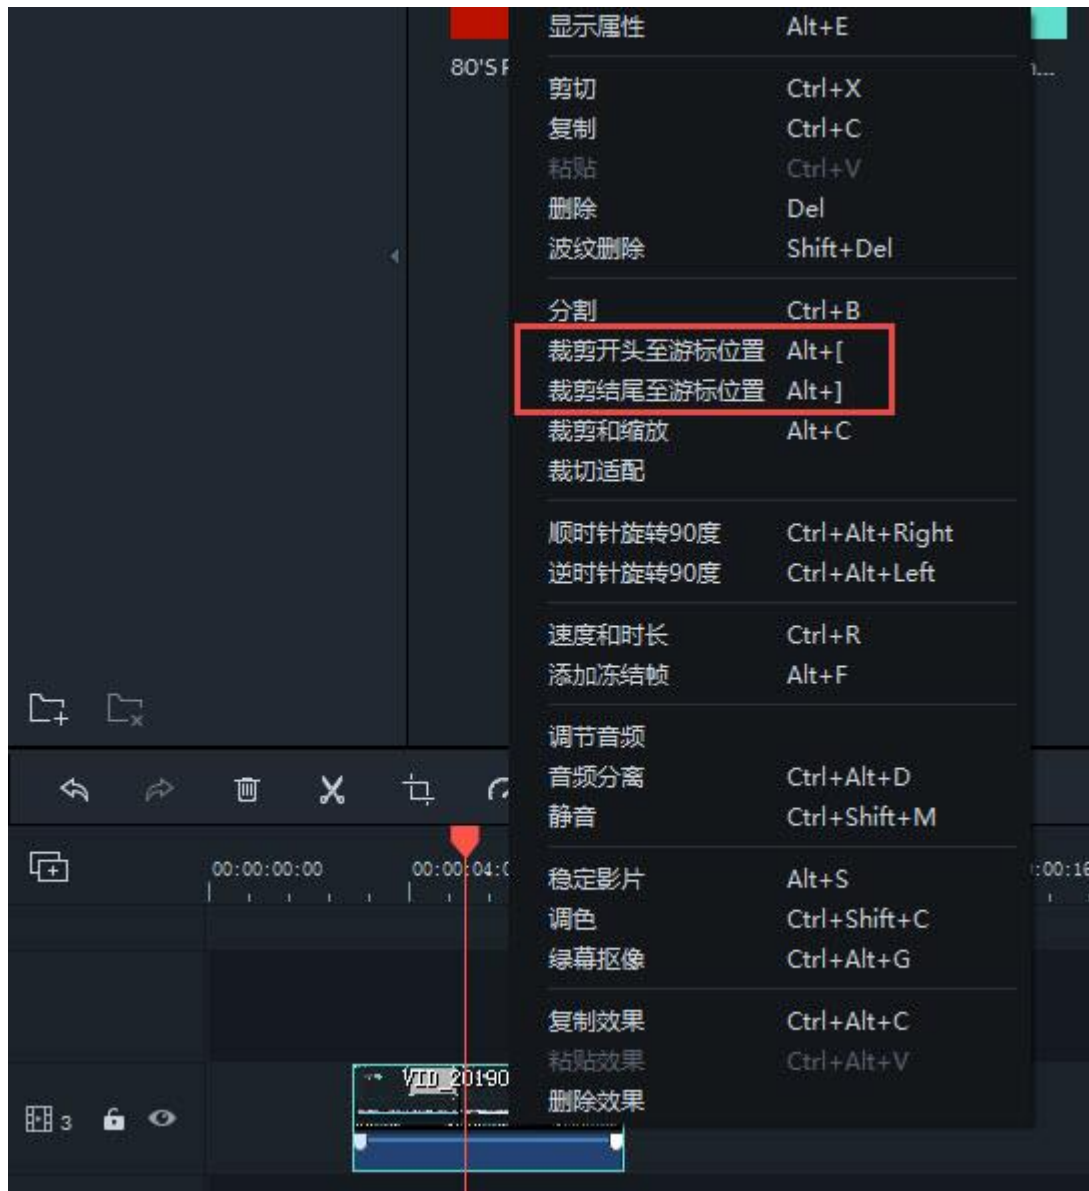 显示属性 Alt+E
80'S
剪切 Ctrl+X
复制 Ctrl+C
粘贴 Ctrl+V
删除 Del
波纹删除 Shift+Del
分割 Ctrl+B
裁剪开头至游标位置 Alt+[
裁剪结尾至游标位置 Alt+]
裁剪和缩放 Alt+C
裁切适配
顺时针旋转90度 Ctrl+Alt+Right
逆时针旋转90度 Ctrl+Alt+Left
速度和时长 Ctrl+R
添加冻结帧 Alt+F
调节音频
音频分离 Ctrl+Alt+D
静音 Ctrl+Shift+M
00:00:00:00 00:00:04:0 :00:16
稳定影片 Alt+S
调色 Ctrl+Shift+C
绿幕抠像 Ctrl+Alt+G
复制效果 Ctrl+Alt+C
粘贴效果 Ctrl+Alt+V
VID_20190
删除效果
3